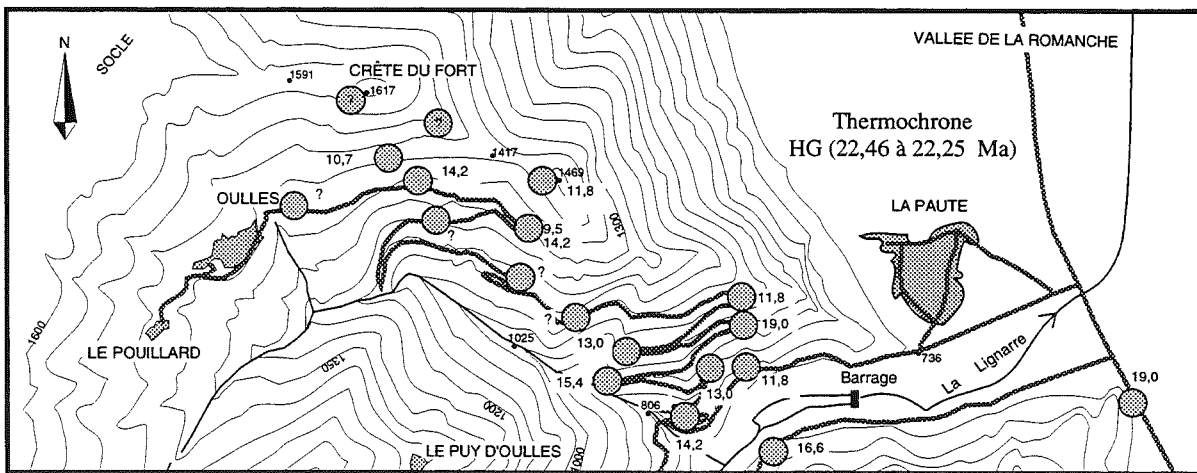 N
SOCLE
1591
CRÊTE DU FORT
1617
?
?
VALLEE DE LA ROMANCHE
Thermochrone
HG (22,46 à 22,25 Ma)
10,7
1417
14,2
1469
11,8
OULLES
?
LA PAUTE
9,5
14,2
1300
?
?
11,8
?
19,0
13,0
1600
LE POUILLARD
1025
736
1350
15,4
13,0
11,8
Barrage
La Lignarre
19,0
1200
806
14,2
16,6
LE PUY D'OULLES
1000